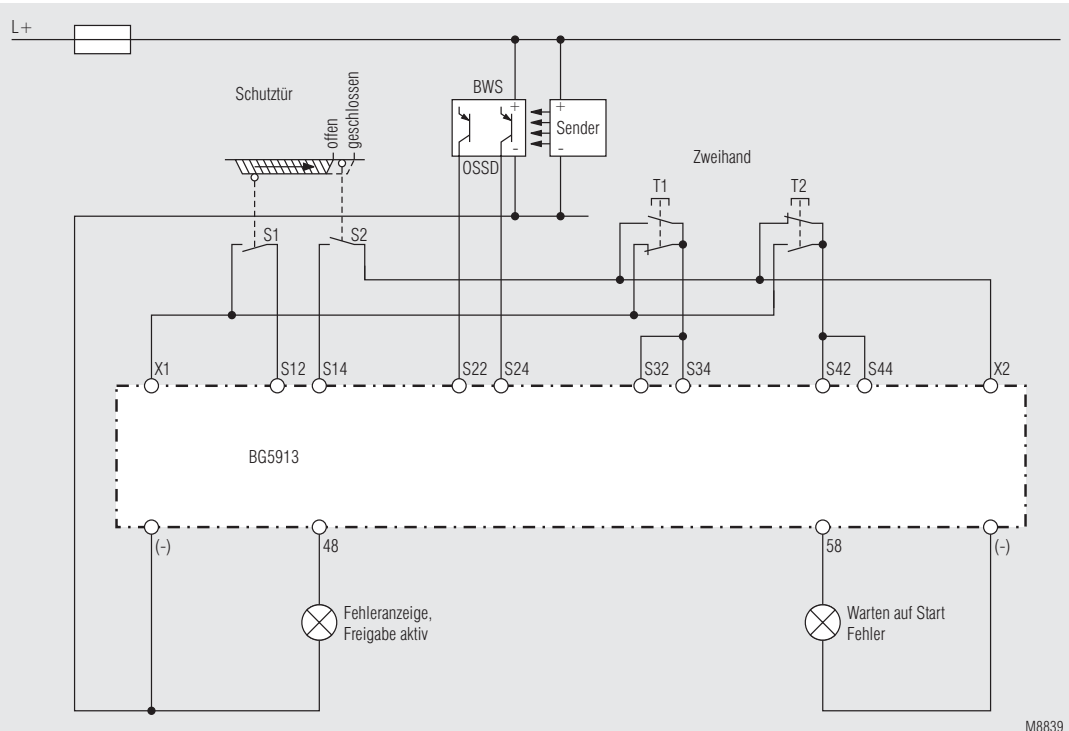 L+
Schutztür
offen
geschlossen
BWS
+
-
OSSD
+
Sender
-
Zweihand
T1
T2
S1
S2
X1
S12
S14
S22
S24
S32
S34
S42
S44
X2
BG5913
(-)
48
58
(-)
Fehleranzeige,
Freigabe aktiv
Warten auf Start
Fehler
M8839